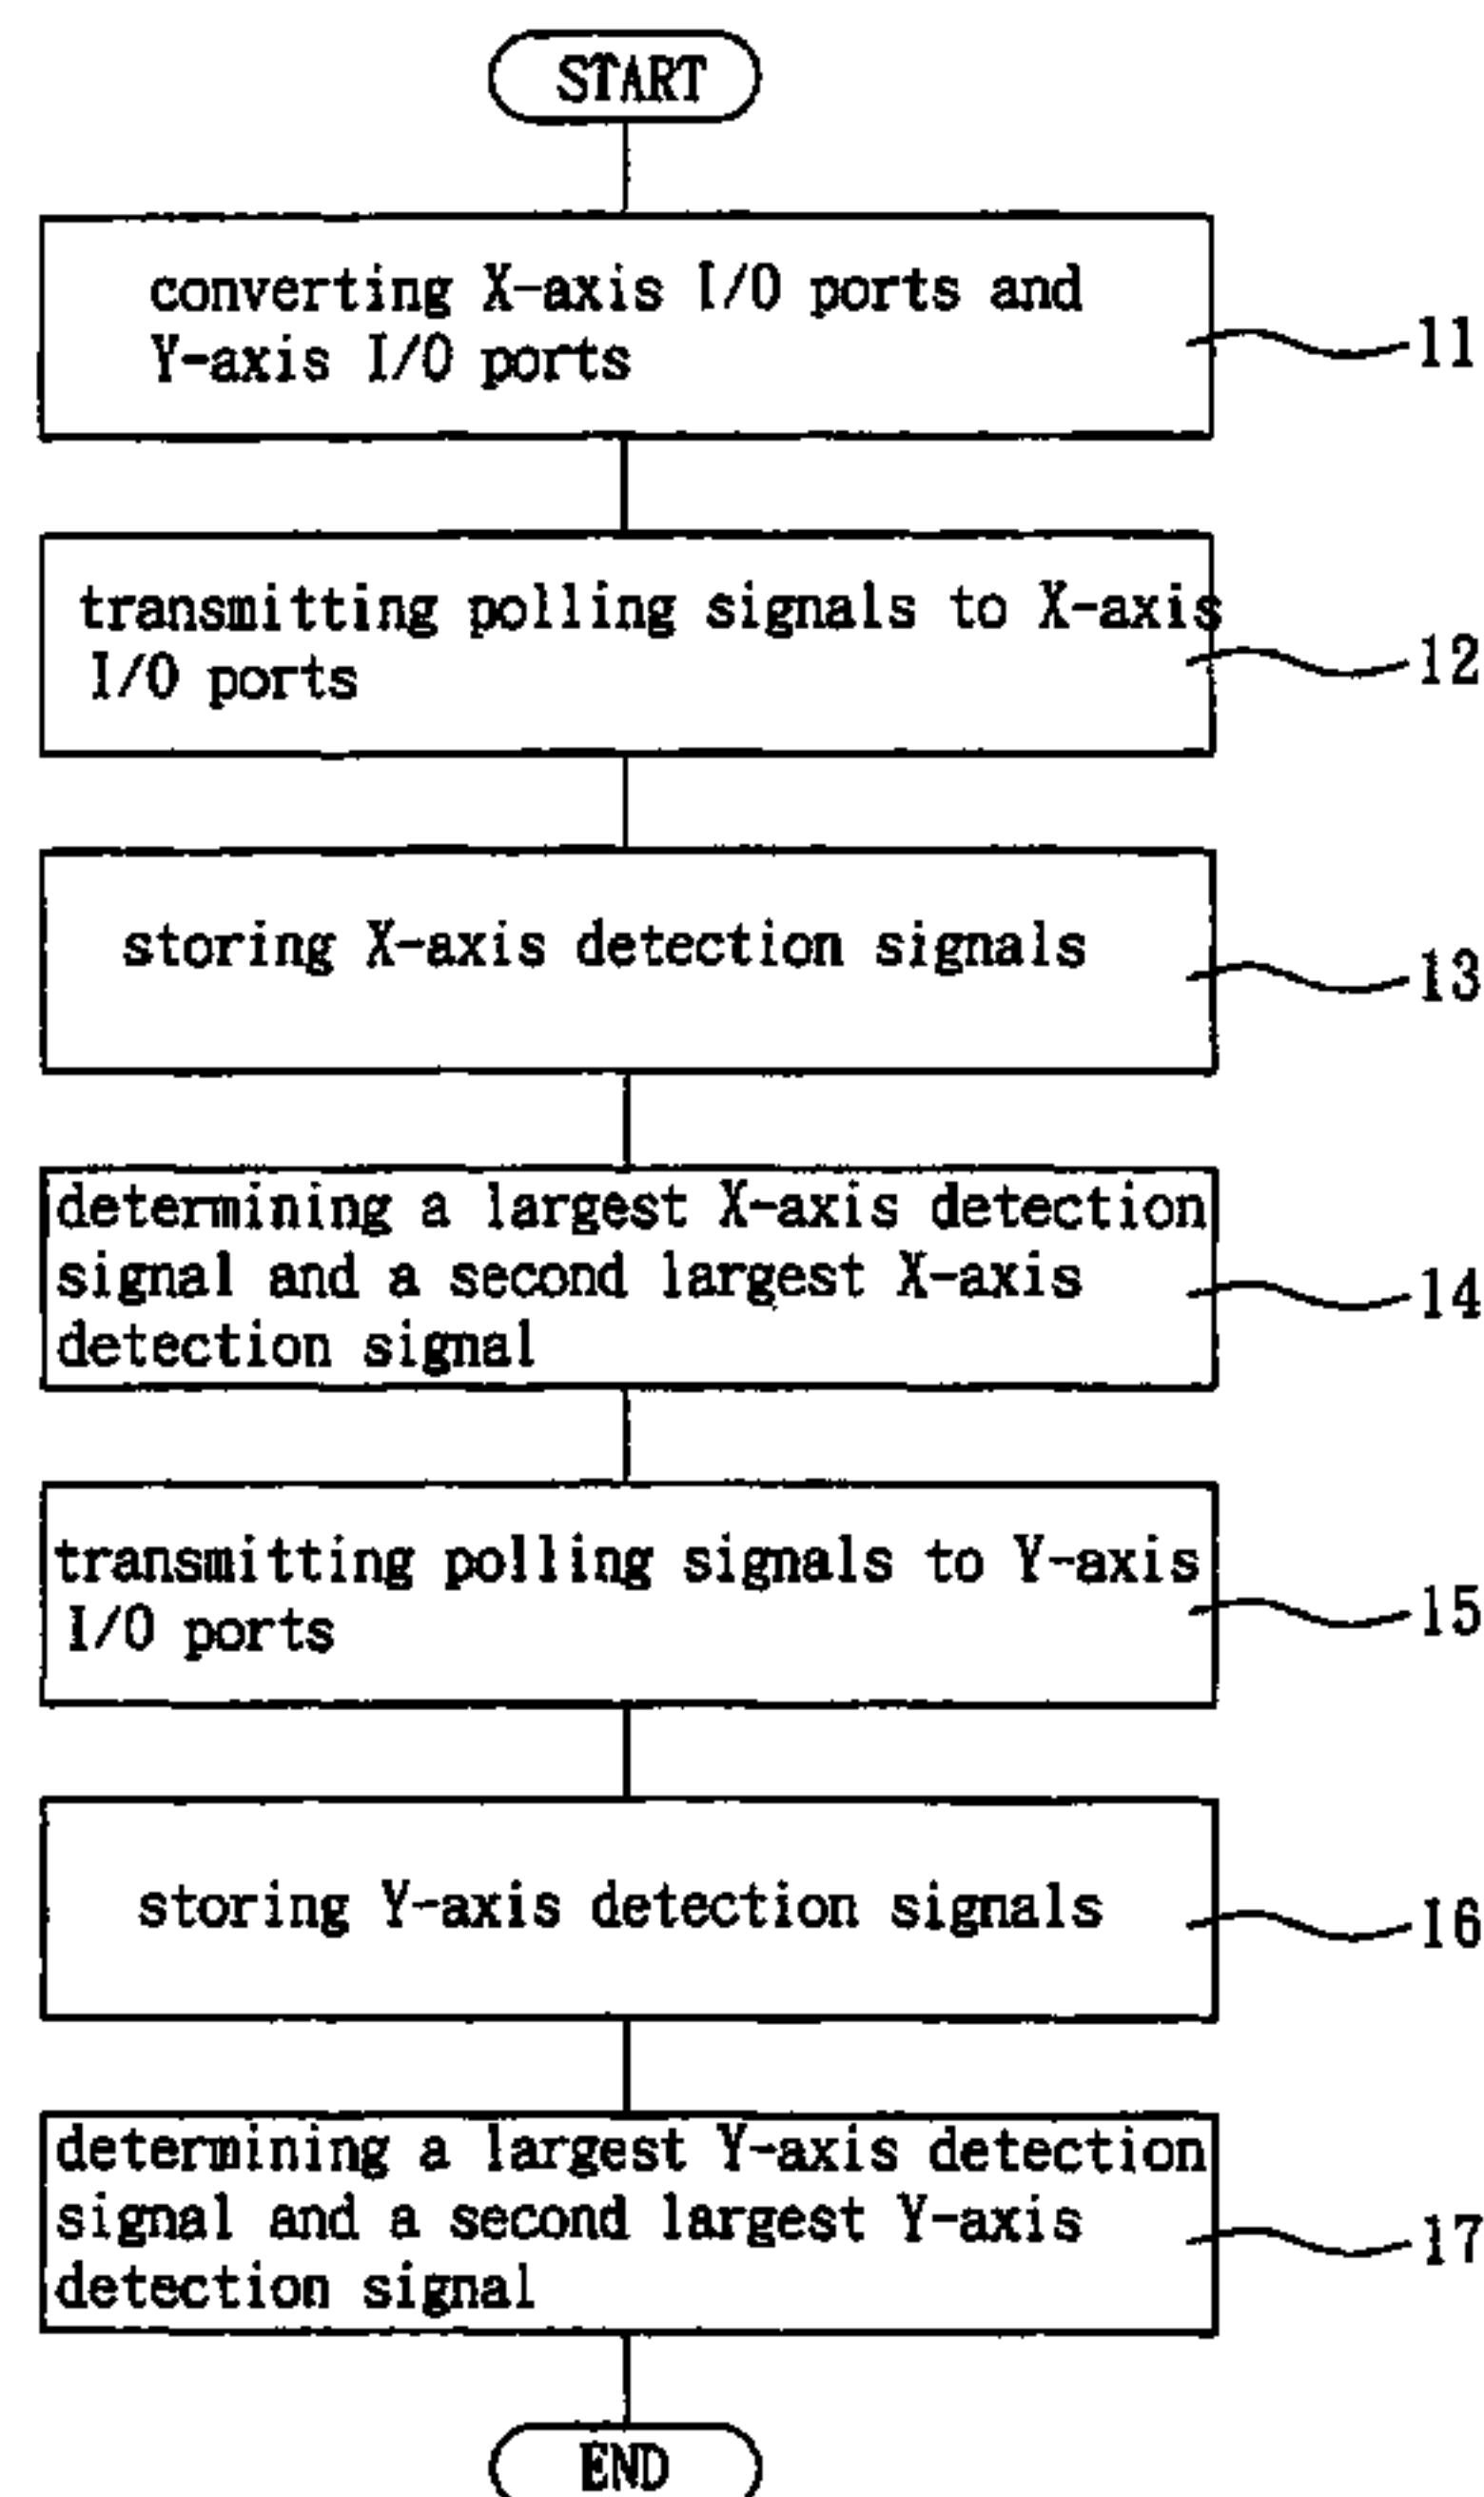 START
converting X-axis I/O ports and
Y-axis I/O ports
11
transmitting polling signals to X-axis
I/O ports
12
storing X-axis detection signals
13
determining a largest X-axis detection
signal and a second largest X-axis
detection signal
14
transmitting polling signals to Y-axis
I/O ports
15
storing Y-axis detection signals
16
determining a largest Y-axis detection
signal and a second largest Y-axis
detection signal
17
END